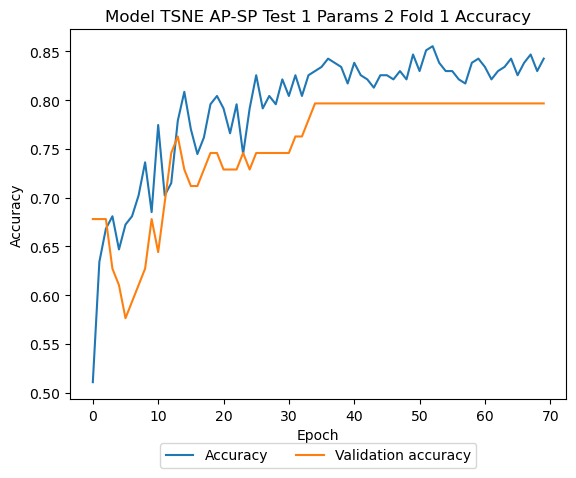 Model TSNE AP-SP Test 1 Params 2 Fold 1 Accuracy
0.85
0.80
0.75
0.70
0.65
0.60
0.55
0.50
Accuracy
0 10 20 30 40 50 60 70
Epoch
Accuracy Validation accuracy